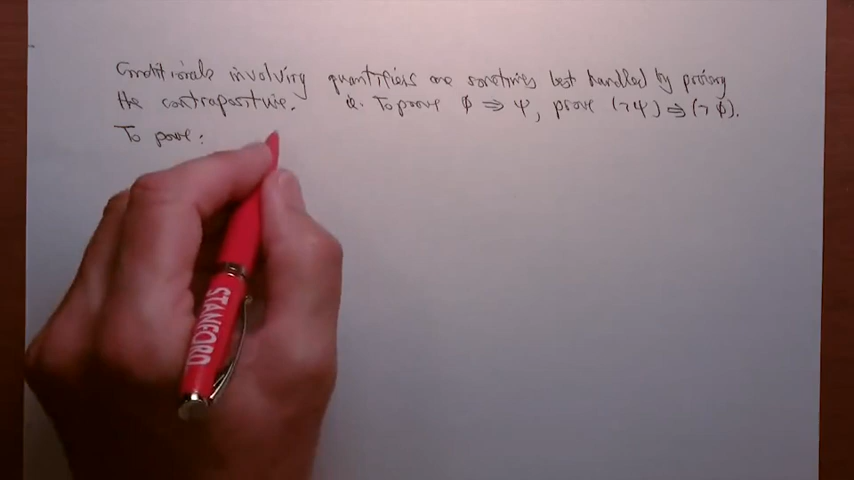 Conditionals involving quantifiers are sometimes best handled by proving
the contrapositive. ie. To prove φ ⇒ ψ, prove (¬ψ) ⇒ (¬φ).
To prove:
STANFORD